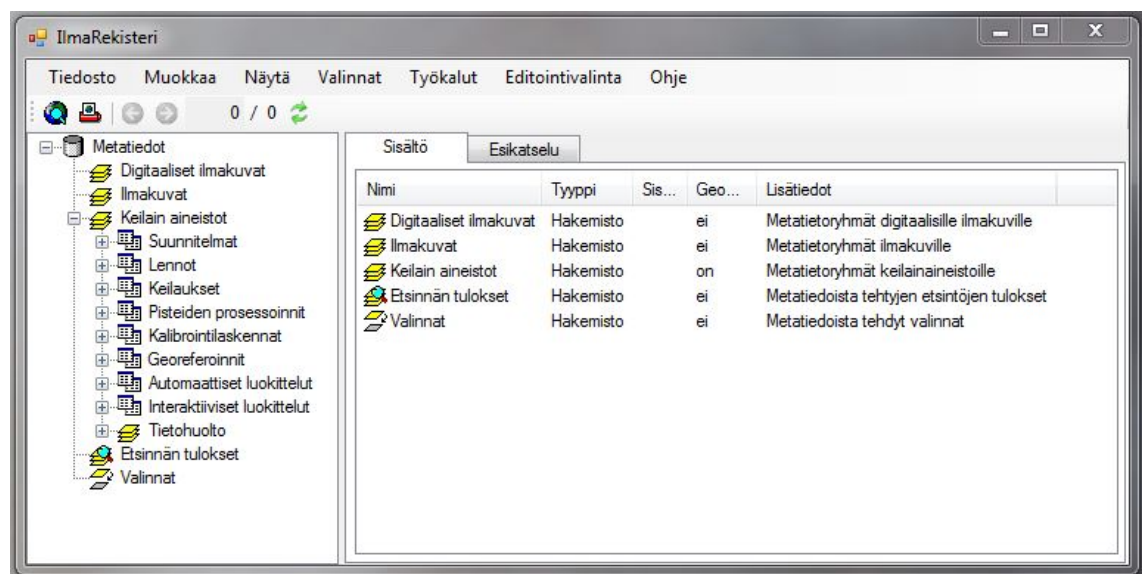 IlmaRekisteri
Tiedosto Muokkaa Näytä Valinnat Työkalut Editointivalinta Ohje
0 / 0
Metatiedot
Digitaaliset ilmakuvat
Ilmakuvat
Keilain aineistot
Suunnitelmat
Lennot
Keilaukset
Pisteiden prosessoinnit
Kalibrointilaskennat
Georeferoinnit
Automaattiset luokittelut
Interaktiiviset luokittelut
Tietohuolto
Etsinnän tulokset
Valinnat
Sisältö Esikatselu
Nimi Tyyppi Sis... Geo... Lisätiedot
Digitaaliset ilmakuvat Hakemisto ei Metatietoryhmät digitaalisille ilmakuville
Ilmakuvat Hakemisto ei Metatietoryhmät ilmakuville
Keilain aineistot Hakemisto on Metatietoryhmät keilainaineistoille
Etsinnän tulokset Hakemisto ei Metatiedoista tehtyjen etsintöjen tulokset
Valinnat Hakemisto ei Metatiedoista tehdyt valinnat